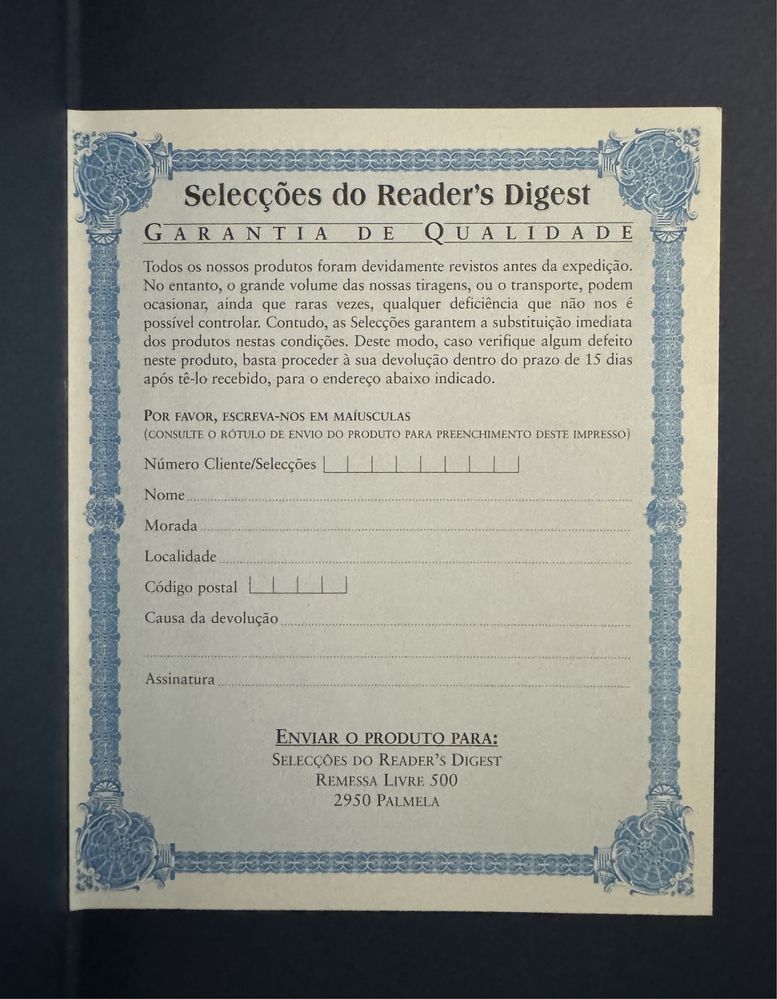 Selecções do Reader's Digest
GARANTIA DE QUALIDADE
Todos os nossos produtos foram devidamente revistos antes da expedição.
No entanto, o grande volume das nossas tiragens, ou o transporte, podem
ocasionar, ainda que raras vezes, qualquer deficiência que não nos é
possível controlar. Contudo, as Selecções garantem a substituição imediata
dos produtos nestas condições. Deste modo, caso verifique algum defeito
neste produto, basta proceder à sua devolução dentro do prazo de 15 dias
após tê-lo recebido, para o endereço abaixo indicado.
POR FAVOR, ESCREVA-NOS EM MAÍUSCULAS
(CONSULTE O RÓTULO DE ENVIO DO PRODUTO PARA PREENCHIMENTO DESTE IMPRESSO)
Número Cliente/Selecções
Nome
Morada
Localidade
Código postal
Causa da devolução
Assinatura
ENVIAR O PRODUTO PARA:
SELECÇÕES DO READER'S DIGEST
REMESSA LIVRE 500
2950 PALMELA